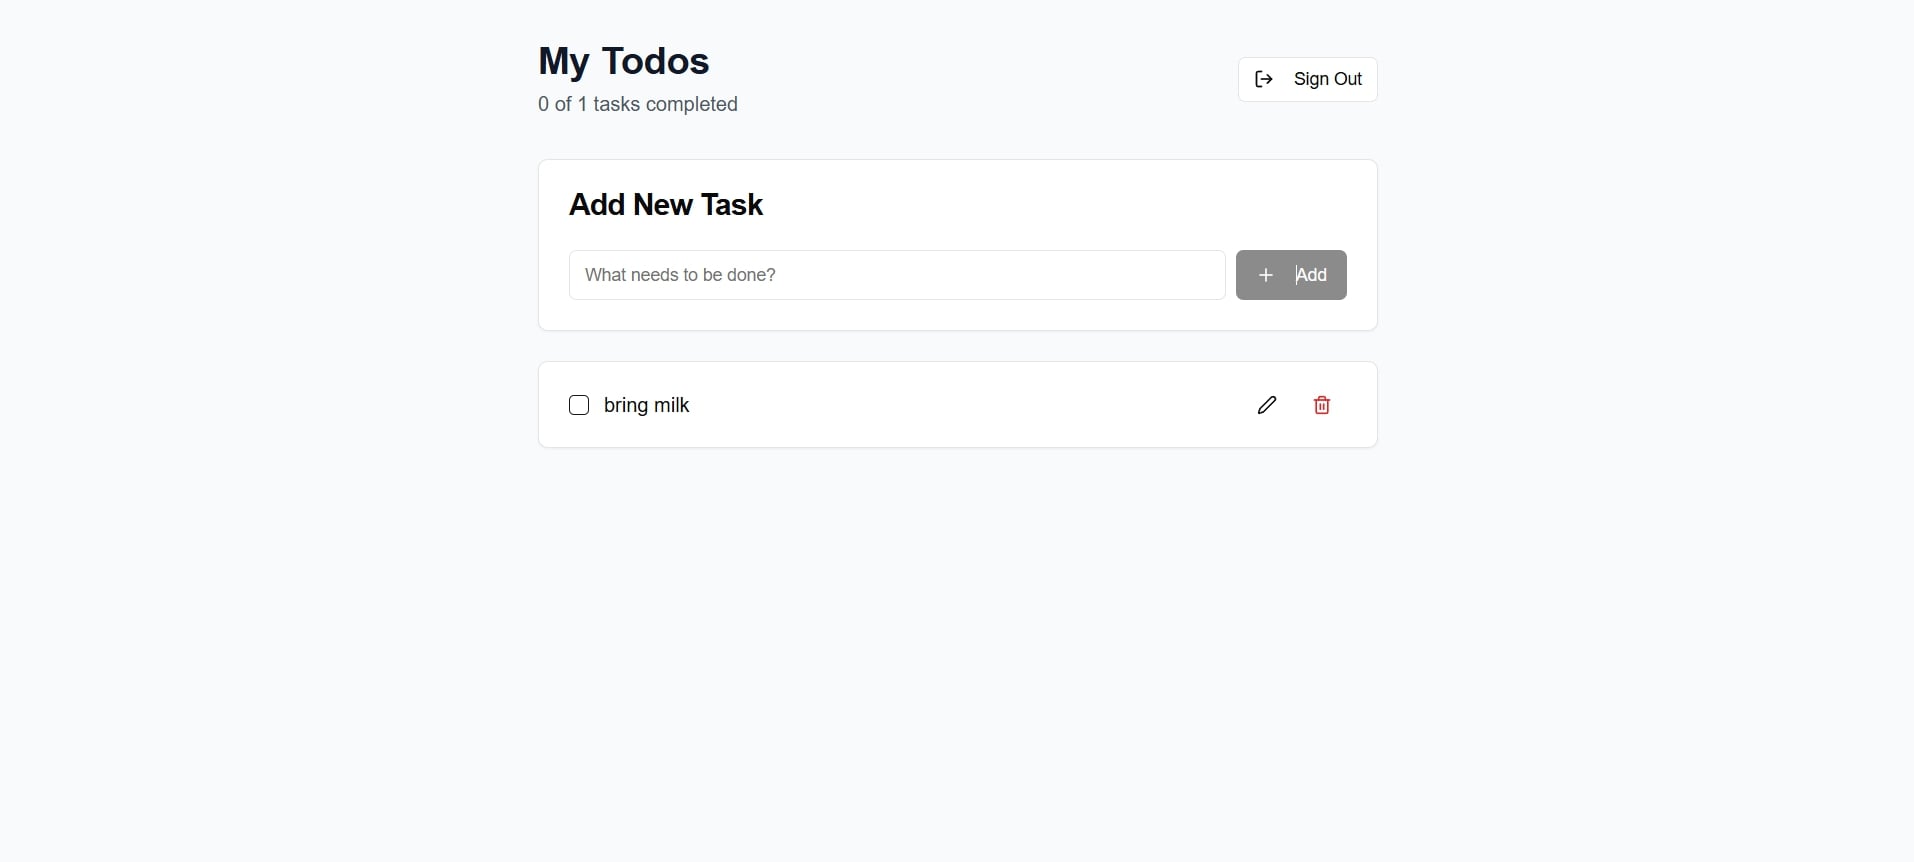 My Todos
0 of 1 tasks completed
Sign Out
Add New Task
What needs to be done?
Add
bring milk